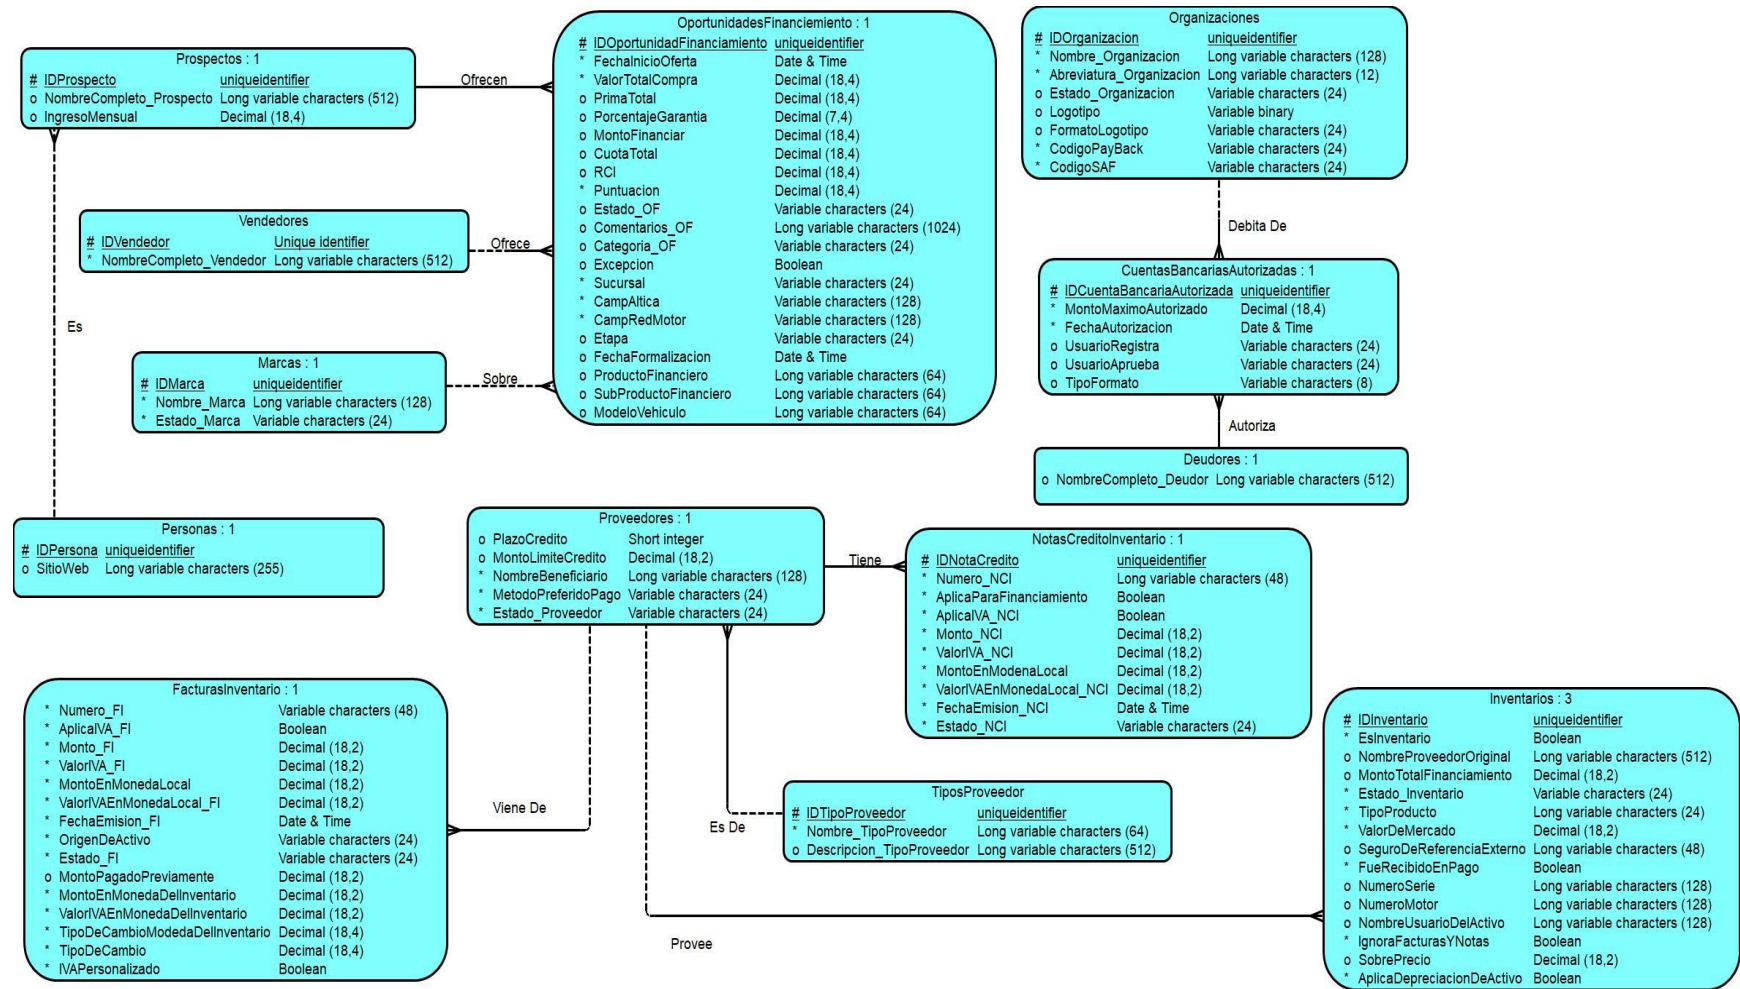 Prospectos : 1
# IDProspecto uniqueidentifier
o NombreCompleto_Prospecto Long variable characters (512)
o IngresoMensual Decimal (18,4)
Ofrecen
OportunidadesFinanciemiento : 1
# IDOportunidadFinanciamiento uniqueidentifier
* FechaInicioOferta Date & Time
* ValorTotalCompra Decimal (18,4)
o PrimaTotal Decimal (18,4)
o PorcentajeGarantia Decimal (7,4)
o MontoFinanciar Decimal (18,4)
o CuotaTotal Decimal (18,4)
o RCI Decimal (18,4)
* Puntuacion Decimal (18,4)
o Estado_OF Variable characters (24)
o Comentarios_OF Long variable characters (1024)
o Categoria_OF Variable characters (24)
o Excepcion Boolean
* Sucursal Variable characters (24)
* CampAltica Variable characters (128)
* CampRedMotor Variable characters (128)
o Etapa Variable characters (24)
o FechaFormalizacion Date & Time
o ProductoFinanciero Long variable characters (64)
o SubProductoFinanciero Long variable characters (64)
o ModeloVehiculo Long variable characters (64)
Organizaciones
# IDOrganizacion uniqueidentifier
* Nombre_Organizacion Long variable characters (128)
* Abreviatura_Organizacion Long variable characters (12)
o Estado_Organizacion Variable characters (24)
o Logotipo Variable binary
o FormatoLogotipo Variable characters (24)
* CodigoPayBack Variable characters (24)
* CodigoSAF Variable characters (24)
Vendedores
# IDVendedor Unique identifier
* NombreCompleto_Vendedor Long variable characters (512)
Ofrece
Debita De
CuentasBancariasAutorizadas : 1
# IDCuentaBancariaAutorizada uniqueidentifier
* MontoMaximoAutorizado Decimal (18,4)
* FechaAutorizacion Date & Time
o UsuarioRegistra Variable characters (24)
o UsuarioAprueba Variable characters (24)
o TipoFormato Variable characters (8)
Es
Marcas : 1
# IDMarca uniqueidentifier
* Nombre_Marca Long variable characters (128)
* Estado_Marca Variable characters (24)
Sobre
Autoriza
Deudores : 1
o NombreCompleto_Deudor Long variable characters (512)
Personas : 1
# IDPersona uniqueidentifier
o SitioWeb Long variable characters (255)
Proveedores : 1
o PlazoCredito Short integer
o MontoLimiteCredito Decimal (18,2)
* NombreBeneficiario Long variable characters (128)
* MetodoPreferidoPago Variable characters (24)
* Estado_Proveedor Variable characters (24)
Tiene
NotasCreditoInventario : 1
# IDNotaCredito uniqueidentifier
* Numero_NCI Long variable characters (48)
* AplicaParaFinanciamiento Boolean
* AplicaIVA_NCI Boolean
* Monto_NCI Decimal (18,2)
* ValorIVA_NCI Decimal (18,2)
* MontoEnModenaLocal Decimal (18,2)
* ValorIVAEnMonedaLocal_NCI Decimal (18,2)
* FechaEmision_NCI Date & Time
* Estado_NCI Variable characters (24)
FacturasInventario : 1
* Numero_FI Variable characters (48)
* AplicaIVA_FI Boolean
* Monto_FI Decimal (18,2)
* ValorIVA_FI Decimal (18,2)
* MontoEnMonedaLocal Decimal (18,2)
* ValorIVAEnMonedaLocal_FI Decimal (18,2)
* FechaEmision_FI Date & Time
* OrigenDeActivo Variable characters (24)
* Estado_FI Variable characters (24)
o MontoPagadoPreviamente Decimal (18,2)
* MontoEnMonedaDelInventario Decimal (18,2)
* ValorIVAEnMonedaDelInventario Decimal (18,2)
* TipoDeCambioModedaDelInventario Decimal (18,4)
* TipoDeCambio Decimal (18,4)
* IVAPersonalizado Boolean
Viene De
Es De
TiposProveedor
# IDTipoProveedor uniqueidentifier
* Nombre_TipoProveedor Long variable characters (64)
o Descripcion_TipoProveedor Long variable characters (512)
Provee
Inventarios : 3
# IDInventario uniqueidentifier
* EsInventario Boolean
o NombreProveedorOriginal Long variable characters (512)
o MontoTotalFinanciamiento Decimal (18,2)
* Estado_Inventario Variable characters (24)
* TipoProducto Long variable characters (24)
* ValorDeMercado Decimal (18,2)
o SeguroDeReferenciaExterno Long variable characters (48)
* FueRecibidoEnPago Boolean
o NumeroSerie Long variable characters (128)
o NumeroMotor Long variable characters (128)
o NombreUsuarioDelActivo Long variable characters (128)
* IgnoraFacturasYNotas Boolean
o SobrePrecio Decimal (18,2)
* AplicaDepreciacionDeActivo Boolean